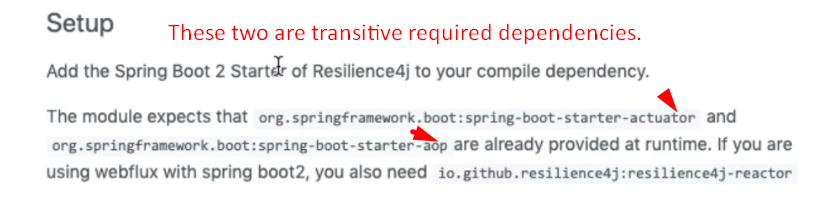 Setup
These two are transitive required dependencies.
Add the Spring Boot 2 Starter of Resilience4j to your compile dependency.
The module expects that org.springframework.boot:spring-boot-starter-actuator and
org.springframework.boot:spring-boot-starter-aop are already provided at runtime. If you are
using webflux with spring boot2, you also need io.github.resilience4j:resilience4j-reactor